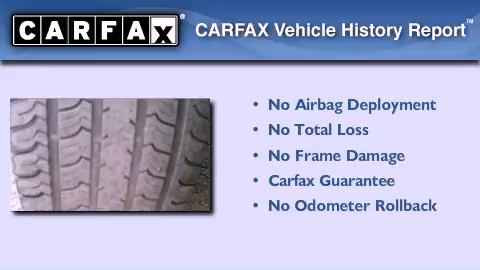 CARFAX® CARFAX Vehicle History Report™
• No Airbag Deployment
• No Total Loss
• No Frame Damage
• Carfax Guarantee
• No Odometer Rollback